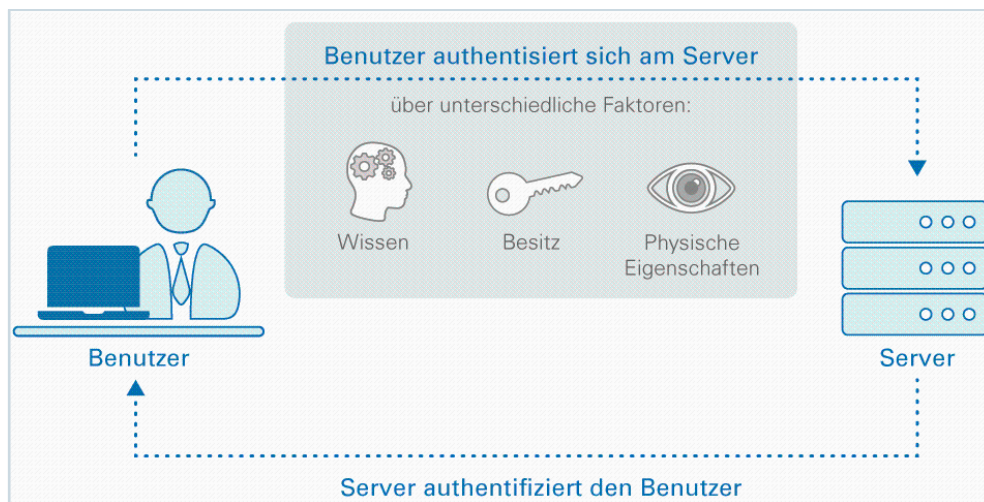 Benutzer authentisiert sich am Server
über unterschiedliche Faktoren:
Wissen
Besitz
Physische
Eigenschaften
Benutzer
Server
Server authentifiziert den Benutzer